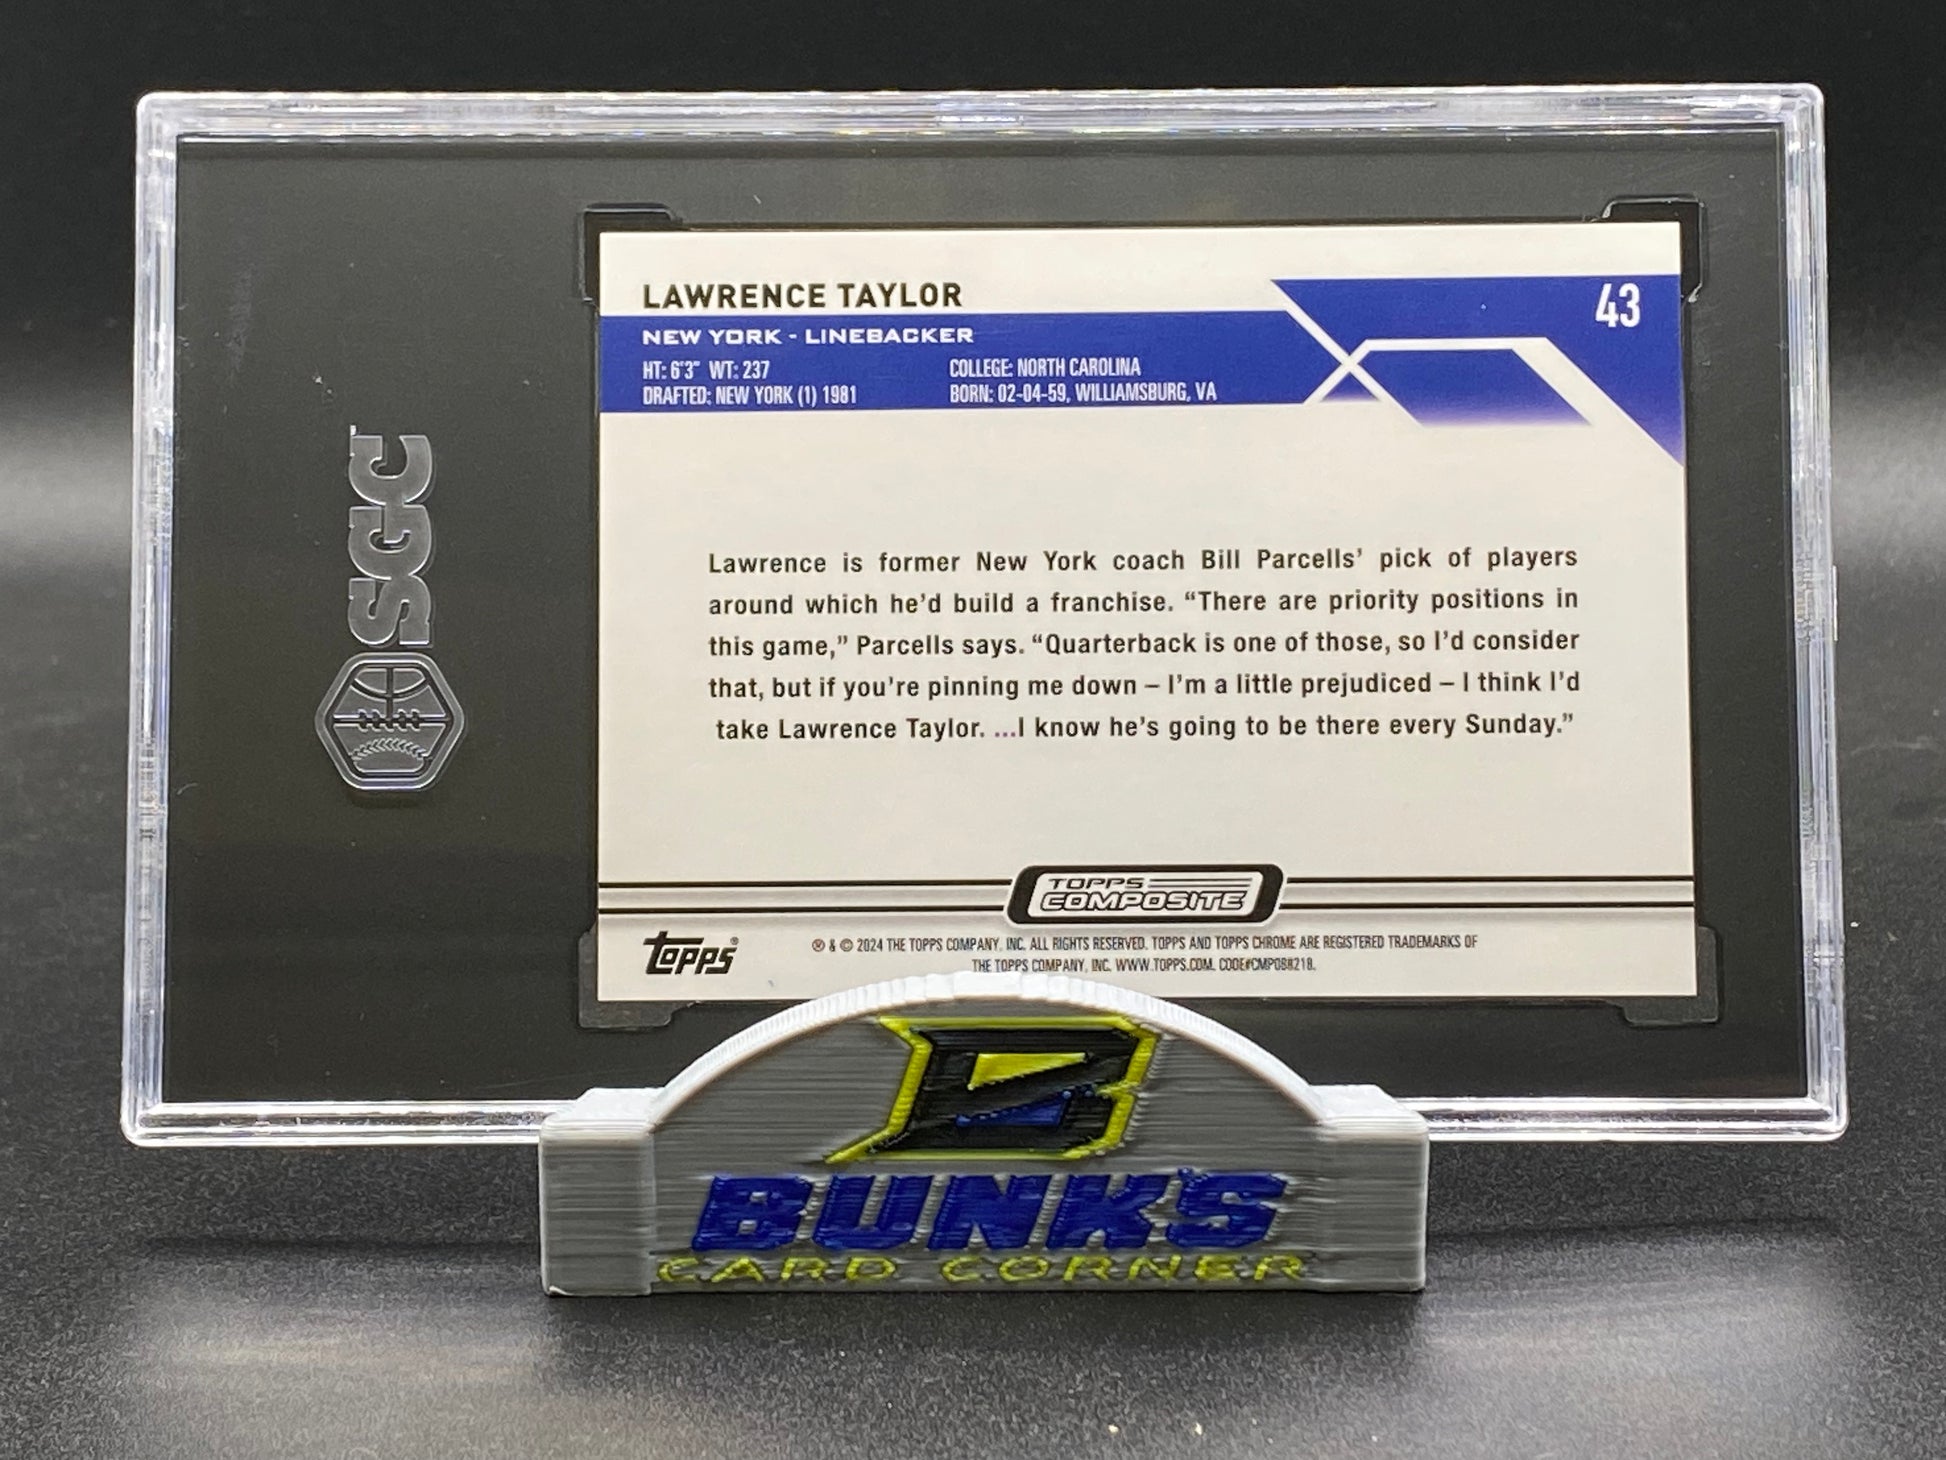 SGC
LAWRENCE TAYLOR
43
NEW YORK - LINEBACKER
HT: 6'3" WT: 237
COLLEGE: NORTH CAROLINA
DRAFTED: NEW YORK (1) 1981
BORN: 02-04-59, WILLIAMSBURG, VA
Lawrence is former New York coach Bill Parcells’ pick of players
around which he’d build a franchise. “There are priority positions in
this game,” Parcells says. “Quarterback is one of those, so I’d consider
that, but if you’re pinning me down – I’m a little prejudiced – I think I’d
take Lawrence Taylor. ...I know he’s going to be there every Sunday.”
TOPPS
COMPOSITE
topps®
® & © 2024 THE TOPPS COMPANY, INC. ALL RIGHTS RESERVED. TOPPS AND TOPPS CHROME ARE REGISTERED TRADEMARKS OF
THE TOPPS COMPANY, INC. WWW.TOPPS.COM. CODE#CMP088218.
B
BUNK'S
CARD CORNER